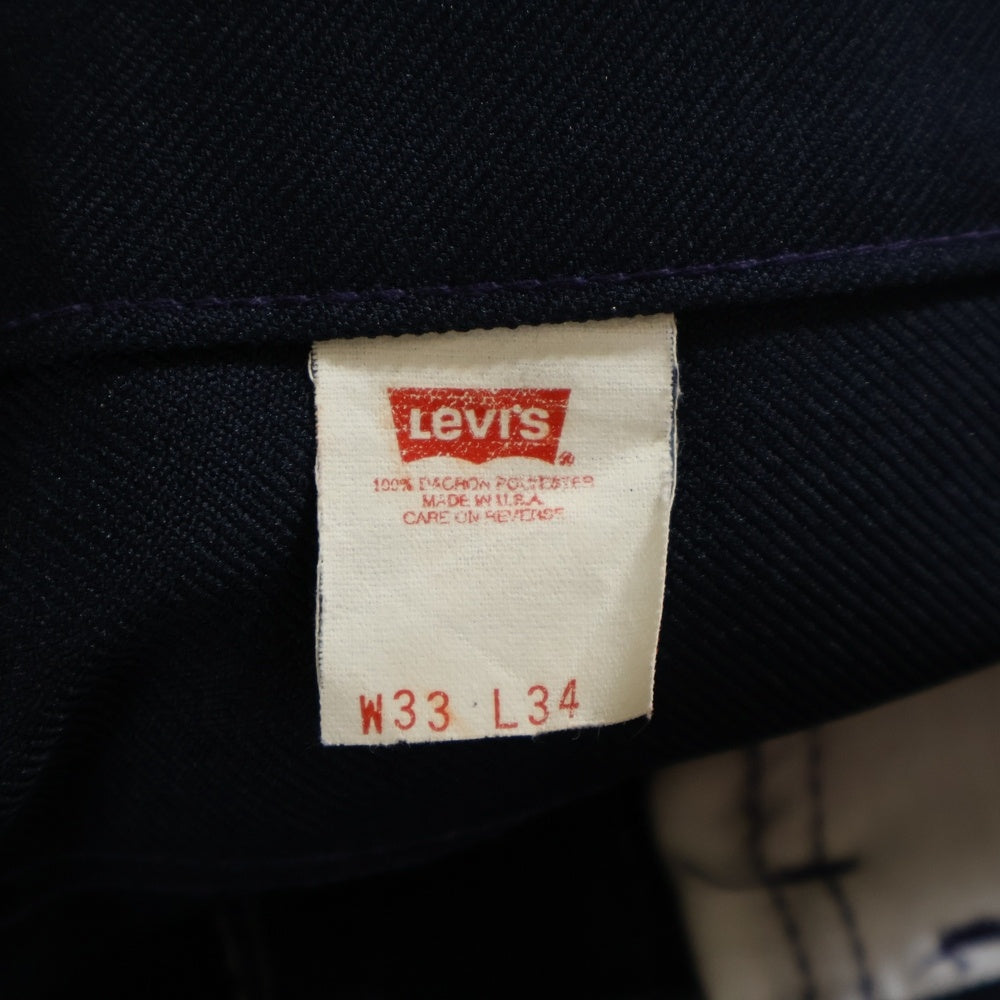 Levi's ®
100% DACRON POLYESTER
MADE IN U.S.A.
CARE ON REVERSE
W33 L34